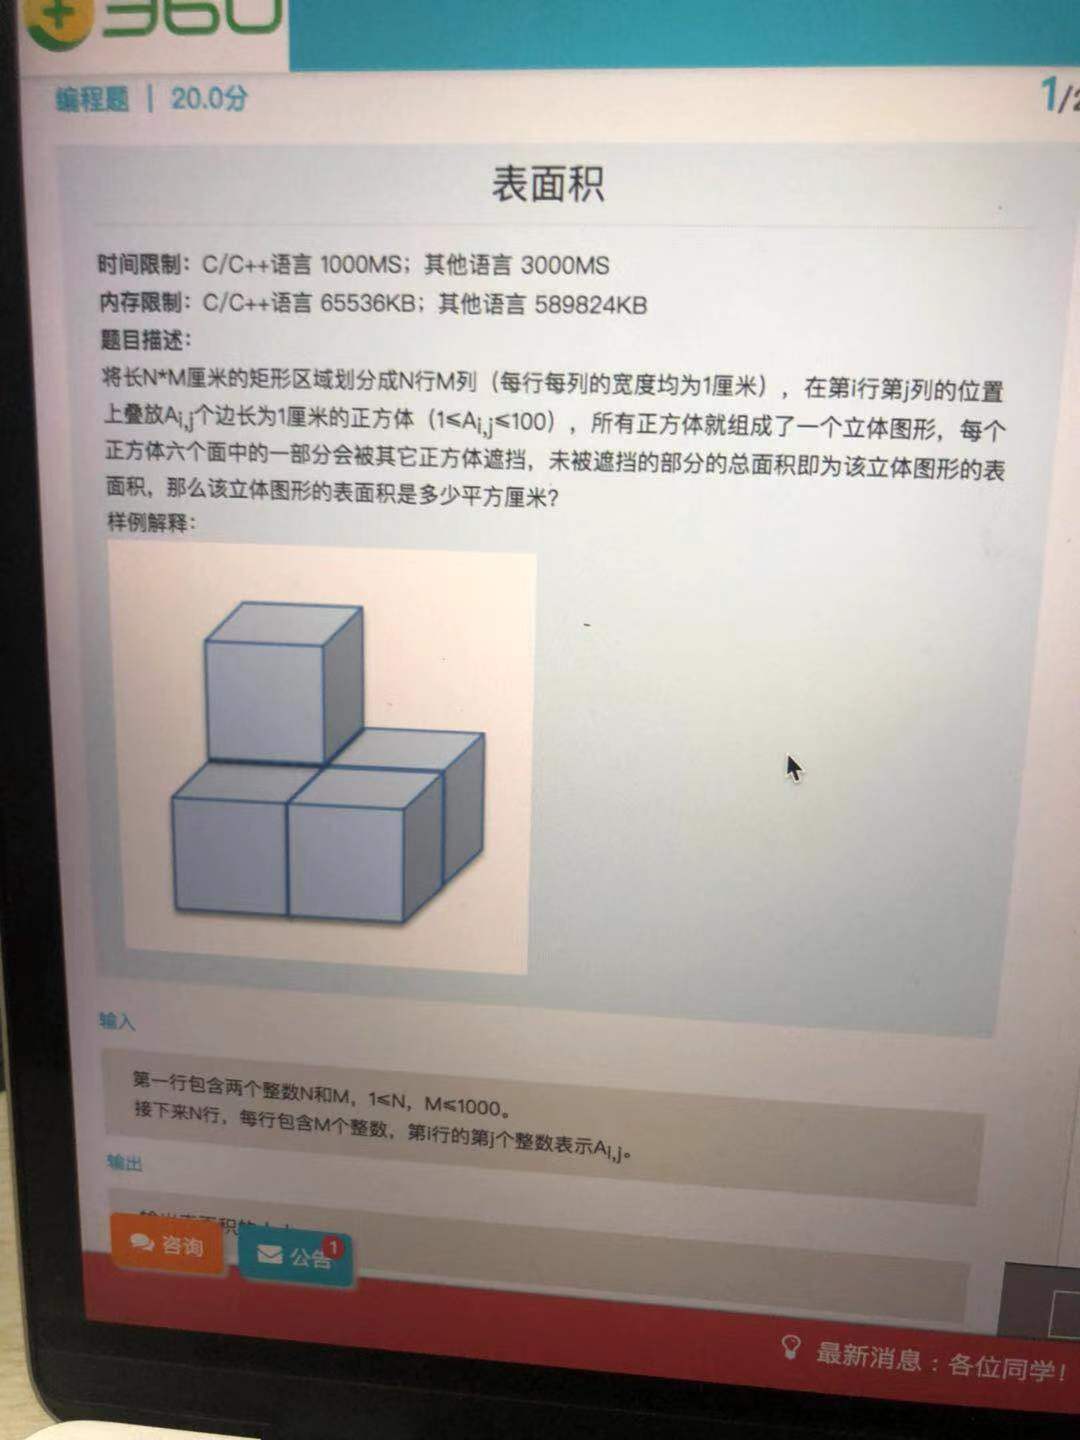 360
编程题 | 20.0分
1/2
表面积
时间限制：C/C++语言 1000MS；其他语言 3000MS
内存限制：C/C++语言 65536KB；其他语言 589824KB
题目描述：
将长N*M厘米的矩形区域划分成N行M列（每行每列的宽度均为1厘米），在第i行第j列的位置
上叠放Ai,j个边长为1厘米的正方体（1≤Ai,j≤100），所有正方体就组成了一个立体图形，每个
正方体六个面中的一部分会被其它正方体遮挡，未被遮挡的部分的总面积即为该立体图形的表
面积，那么该立体图形的表面积是多少平方厘米？
样例解释：
输入
第一行包含两个整数N和M，1≤N，M≤1000。
接下来N行，每行包含M个整数，第i行的第j个整数表示Ai,j。
输出
咨询
公告
1
最新消息：各位同学！